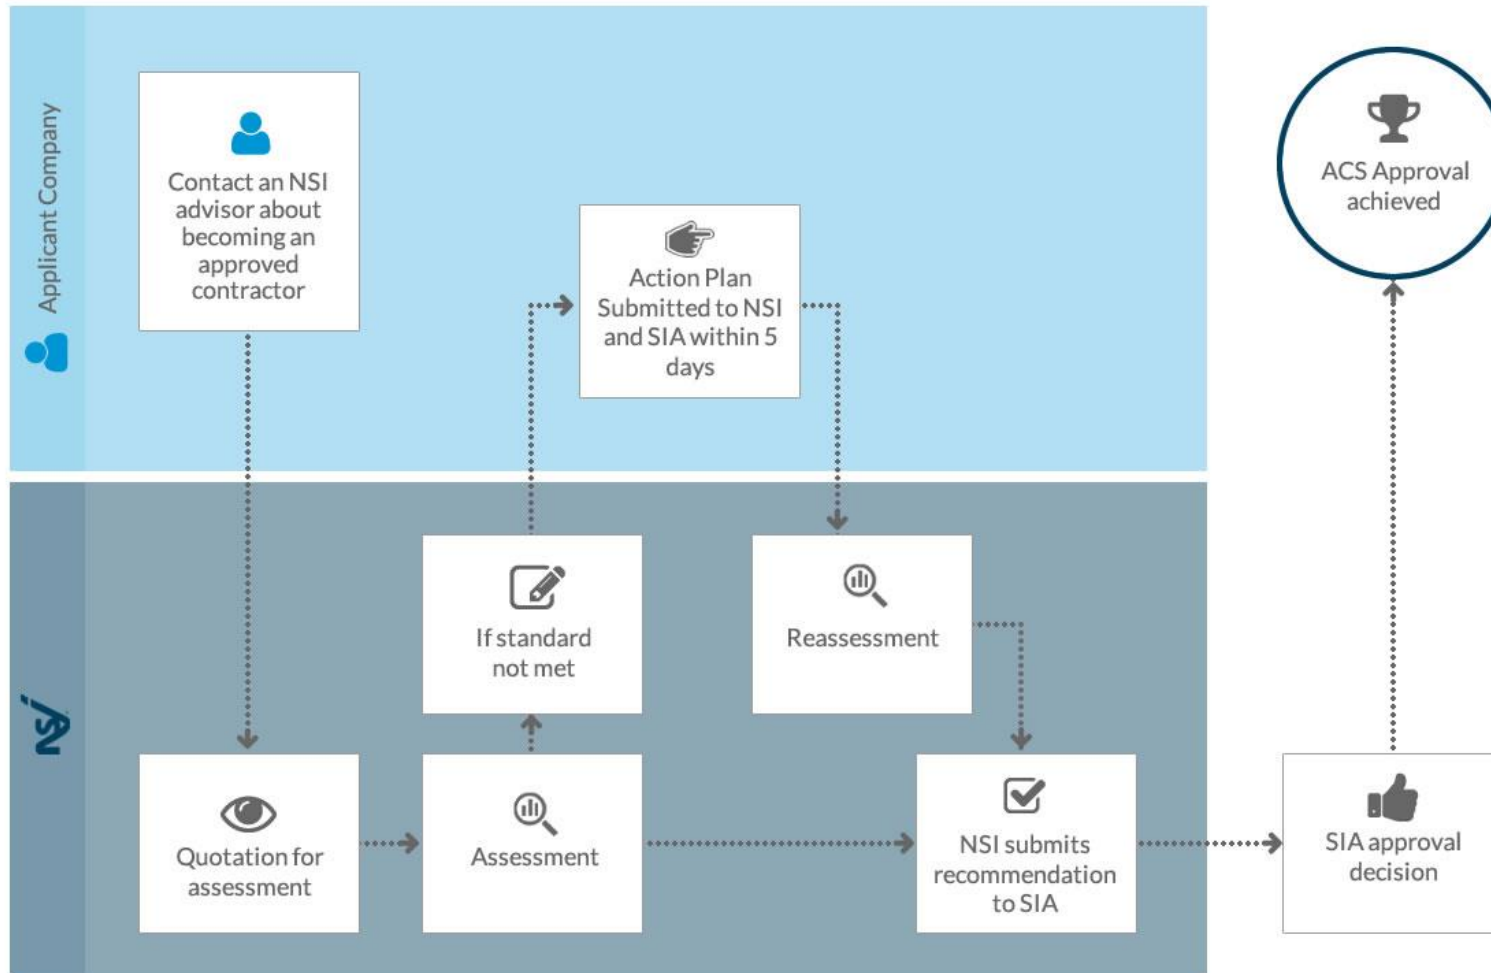 Applicant Company
Contact an NSI
advisor about
becoming an
approved
contractor
Action Plan
Submitted to NSI
and SIA within 5
days
ACS Approval
achieved
nsi
If standard
not met
Reassessment
Quotation for
assessment
Assessment
NSI submits
recommendation
to SIA
SIA approval
decision